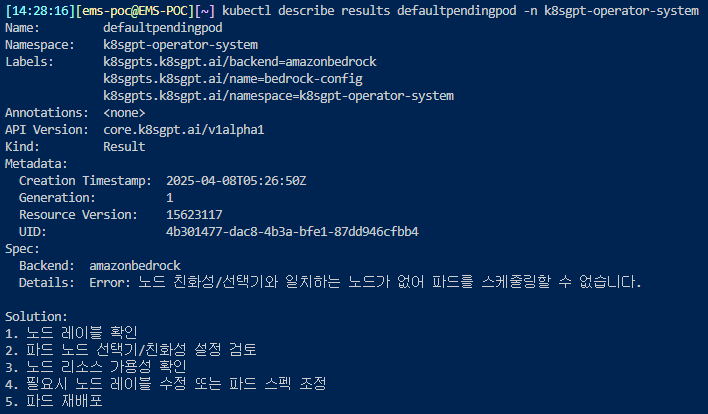 [14:28:16][ems-poc@EMS-POC][~] kubectl describe results defaultpendingpod -n k8sgpt-operator-system
Name:         defaultpendingpod
Namespace:    k8sgpt-operator-system
Labels:       k8sgpts.k8sgpt.ai/backend=amazonbedrock
              k8sgpts.k8sgpt.ai/name=bedrock-config
              k8sgpts.k8sgpt.ai/namespace=k8sgpt-operator-system
Annotations:  <none>
API Version:  core.k8sgpt.ai/v1alpha1
Kind:         Result
Metadata:
  Creation Timestamp:  2025-04-08T05:26:50Z
  Generation:          1
  Resource Version:    15623117
  UID:                 4b301477-dac8-4b3a-bfe1-87dd946cfbb4
Spec:
  Backend:  amazonbedrock
  Details:  Error: 노드 친화성/선택기와 일치하는 노드가 없어 파드를 스케줄링할 수 없습니다.

Solution:
1. 노드 레이블 확인
2. 파드 노드 선택기/친화성 설정 검토
3. 노드 리소스 가용성 확인
4. 필요시 노드 레이블 수정 또는 파드 스펙 조정
5. 파드 재배포